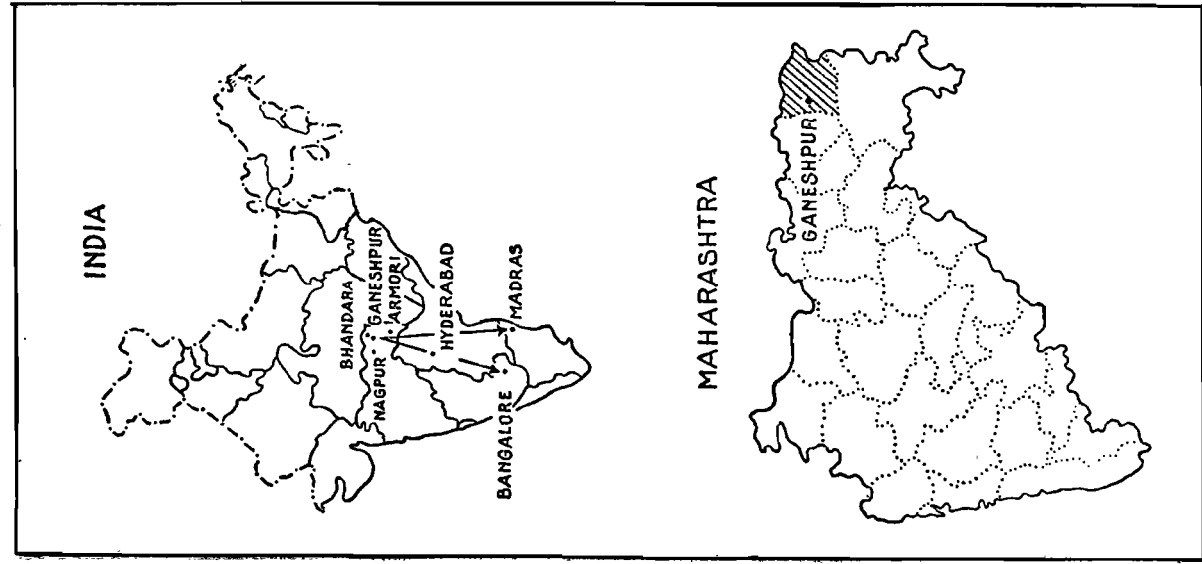 INDIA
BHANDARA
GANESHPUR
NAGPUR
ARMORI
HYDERABAD
MADRAS
BANGALORE
MAHARASHTRA
GANESHPUR